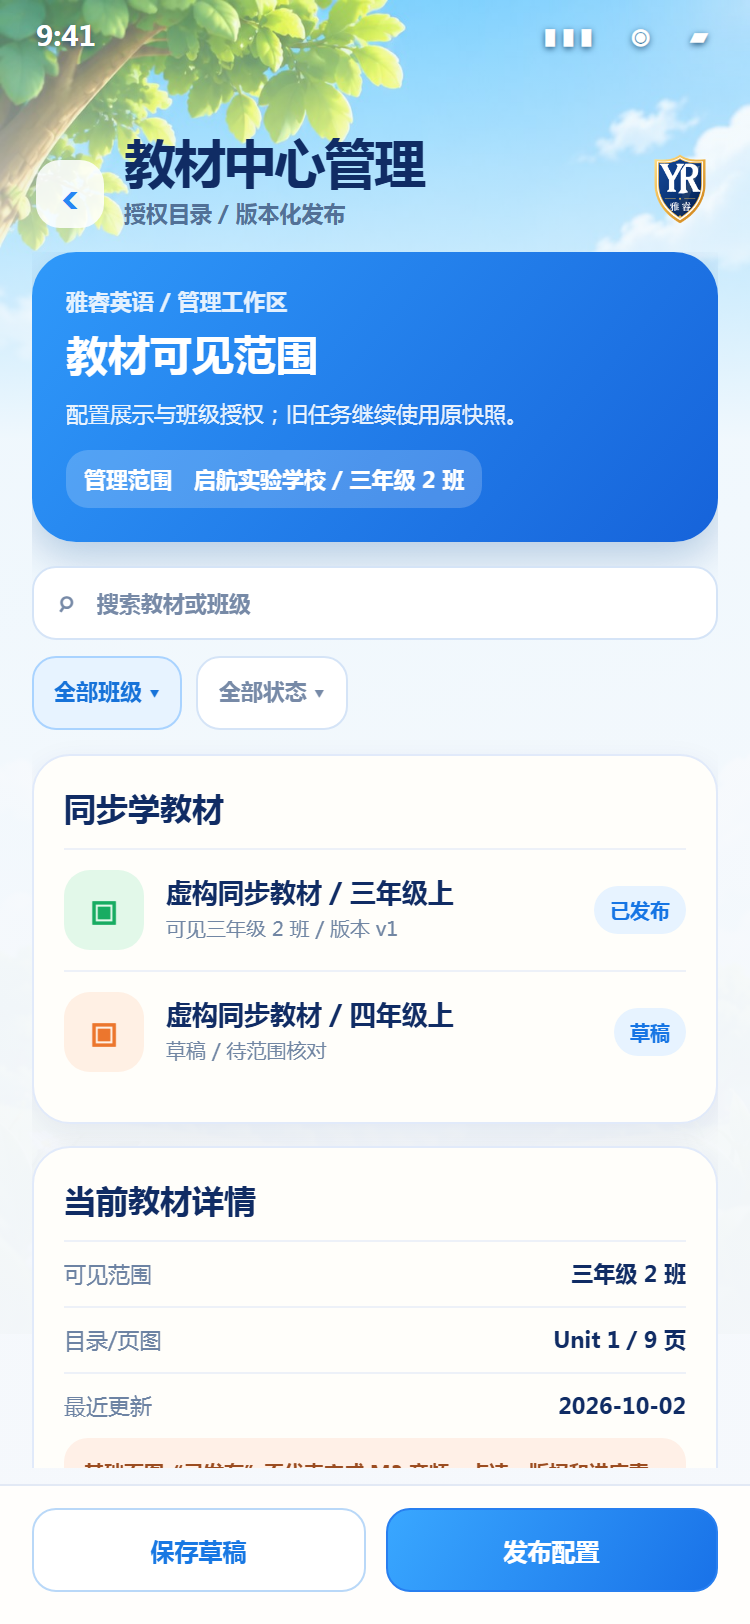 9:41
教材中心管理
授权目录 / 版本化发布
YR
雅睿
雅睿英语 / 管理工作区
教材可见范围
配置展示与班级授权；旧任务继续使用原快照。
管理范围 启航实验学校 / 三年级 2 班
搜索教材或班级
全部班级 ▾
全部状态 ▾
同步学教材
虚构同步教材 / 三年级上
可见三年级 2 班 / 版本 v1
已发布
虚构同步教材 / 四年级上
草稿 / 待范围核对
草稿
当前教材详情
可见范围
三年级 2 班
目录/页图
Unit 1 / 9 页
最近更新
2026-10-02
保存草稿
发布配置